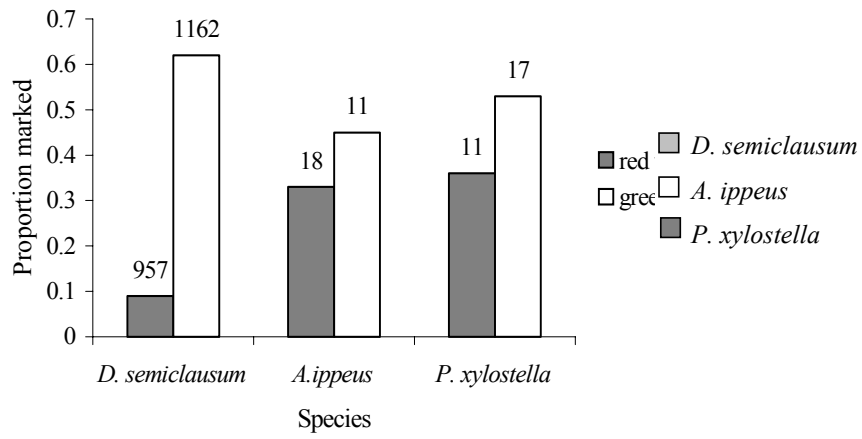 Proportion marked
0.7
0.6
0.5
0.4
0.3
0.2
0.1
0
957
1162
18
11
11
17
D. semiclausum
A.ippeus
P. xylostella
Species
red
gree
D. semiclausum
A. ippeus
P. xylostella